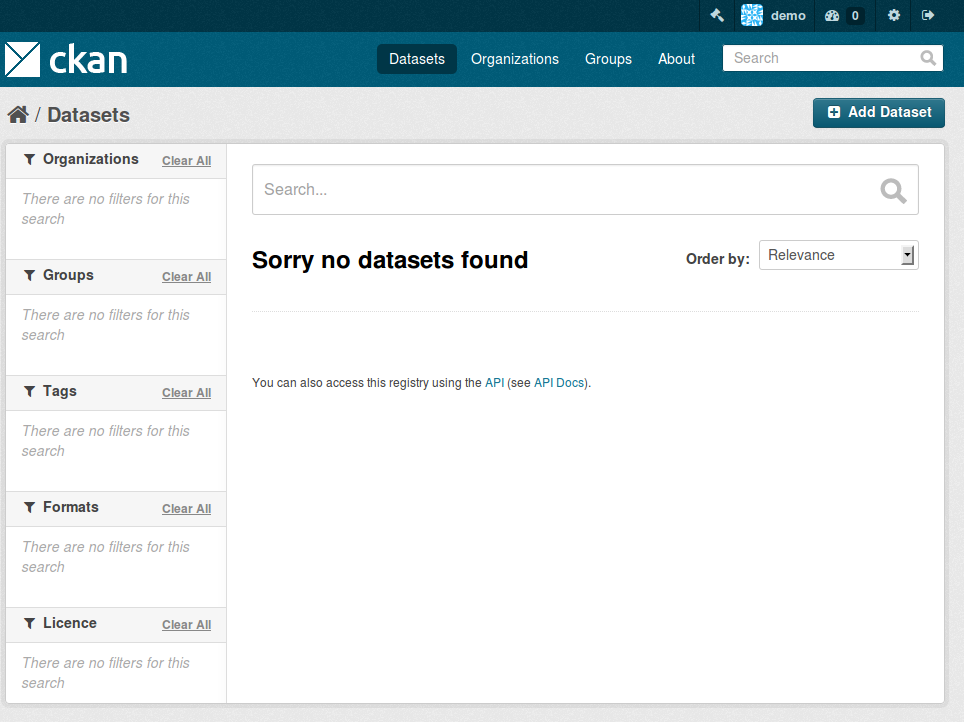 demo 0
ckan Datasets Organizations Groups About Search
/ Datasets Add Dataset
Organizations Clear All
There are no filters for this
search
Groups Clear All
There are no filters for this
search
Tags Clear All
There are no filters for this
search
Formats Clear All
There are no filters for this
search
Licence Clear All
There are no filters for this
search
Search...
Sorry no datasets found Order by: Relevance
You can also access this registry using the API (see API Docs).